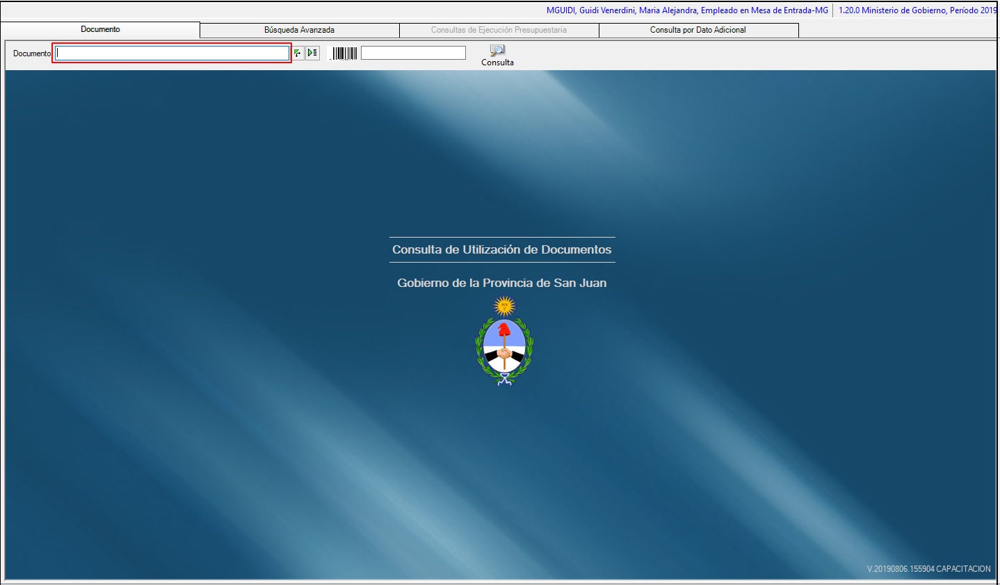 MGUIDI, Guidi Venerdini, Maria Alejandra, Empleado en Mesa de Entrada-MG 1.20.0 Ministerio de Gobierno, Período 2019
Documento Búsqueda Avanzada Consultas de Ejecución Presupuestaria Consulta por Dato Adicional
Documento
Consulta
Consulta de Utilización de Documentos
Gobierno de la Provincia de San Juan
V.20190806.155904 CAPACITACION